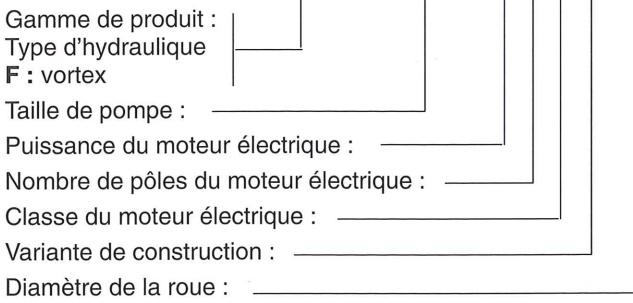 Gamme de produit :
Type d'hydraulique
F : vortex
Taille de pompe :
Puissance du moteur électrique :
Nombre de pôles du moteur électrique :
Classe du moteur électrique :
Variante de construction :
Diamètre de la roue :